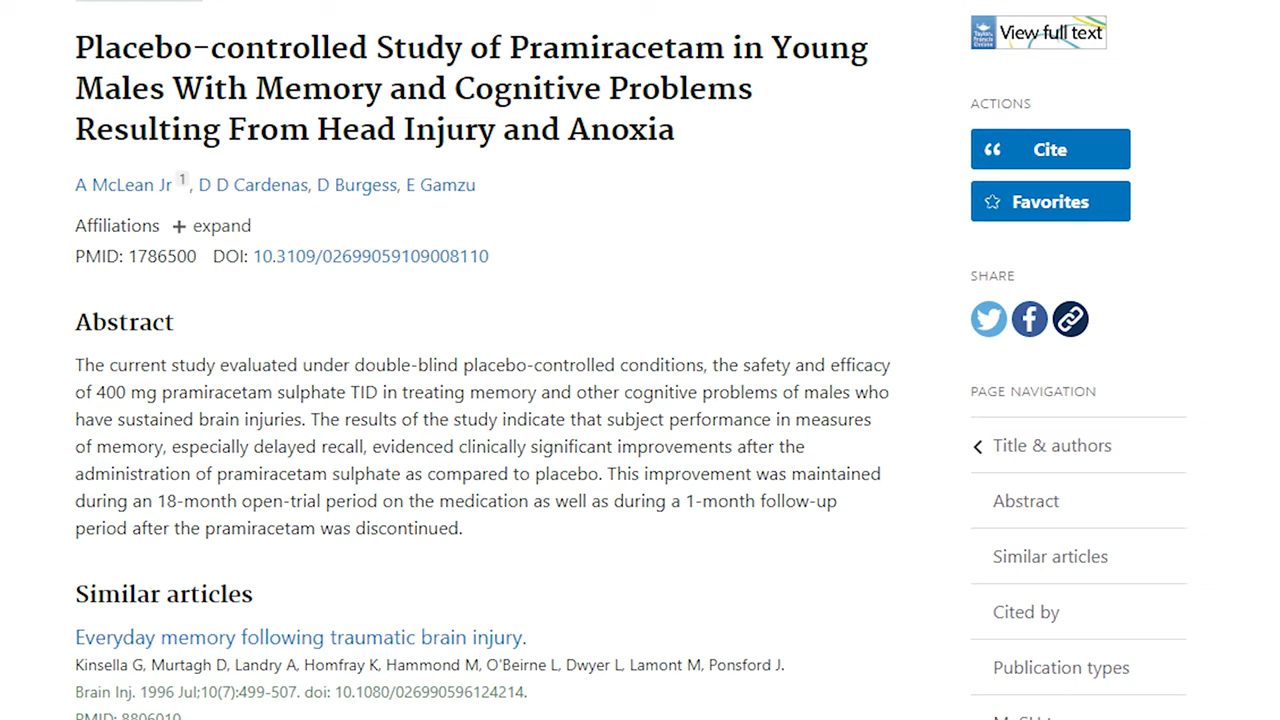 Placebo-controlled Study of Pramiracetam in Young
Males With Memory and Cognitive Problems
Resulting From Head Injury and Anoxia
A McLean Jr 1, D D Cardenas, D Burgess, E Gamzu
Affiliations + expand
PMID: 1786500 DOI: 10.3109/02699059109008110
Abstract
The current study evaluated under double-blind placebo-controlled conditions, the safety and efficacy
of 400 mg pramiracetam sulphate TID in treating memory and other cognitive problems of males who
have sustained brain injuries. The results of the study indicate that subject performance in measures
of memory, especially delayed recall, evidenced clinically significant improvements after the
administration of pramiracetam sulphate as compared to placebo. This improvement was maintained
during an 18-month open-trial period on the medication as well as during a 1-month follow-up
period after the pramiracetam was discontinued.
Similar articles
Everyday memory following traumatic brain injury.
Kinsella G, Murtagh D, Landry A, Homfray K, Hammond M, O'Beirne L, Dwyer L, Lamont M, Ponsford J.
Brain Inj. 1996 Jul;10(7):499-507. doi: 10.1080/026990596124214.
PMID: 8806010
Taylor & Francis Online View full text
ACTIONS
Cite
Favorites
SHARE
PAGE NAVIGATION
Title & authors
Abstract
Similar articles
Cited by
Publication types